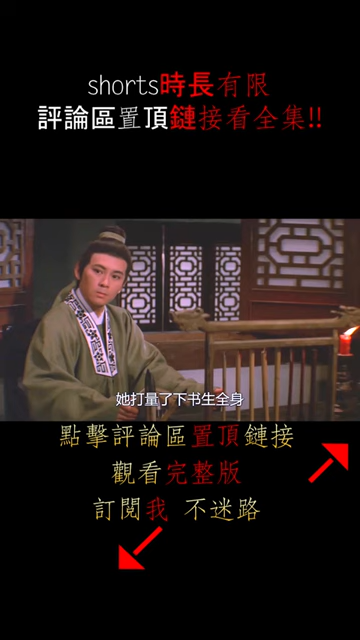 shorts時長有限
評論區置頂鏈接看全集!!
她打量了下书生全身
點擊評論區置頂鏈接
觀看完整版
訂閱我 不迷路